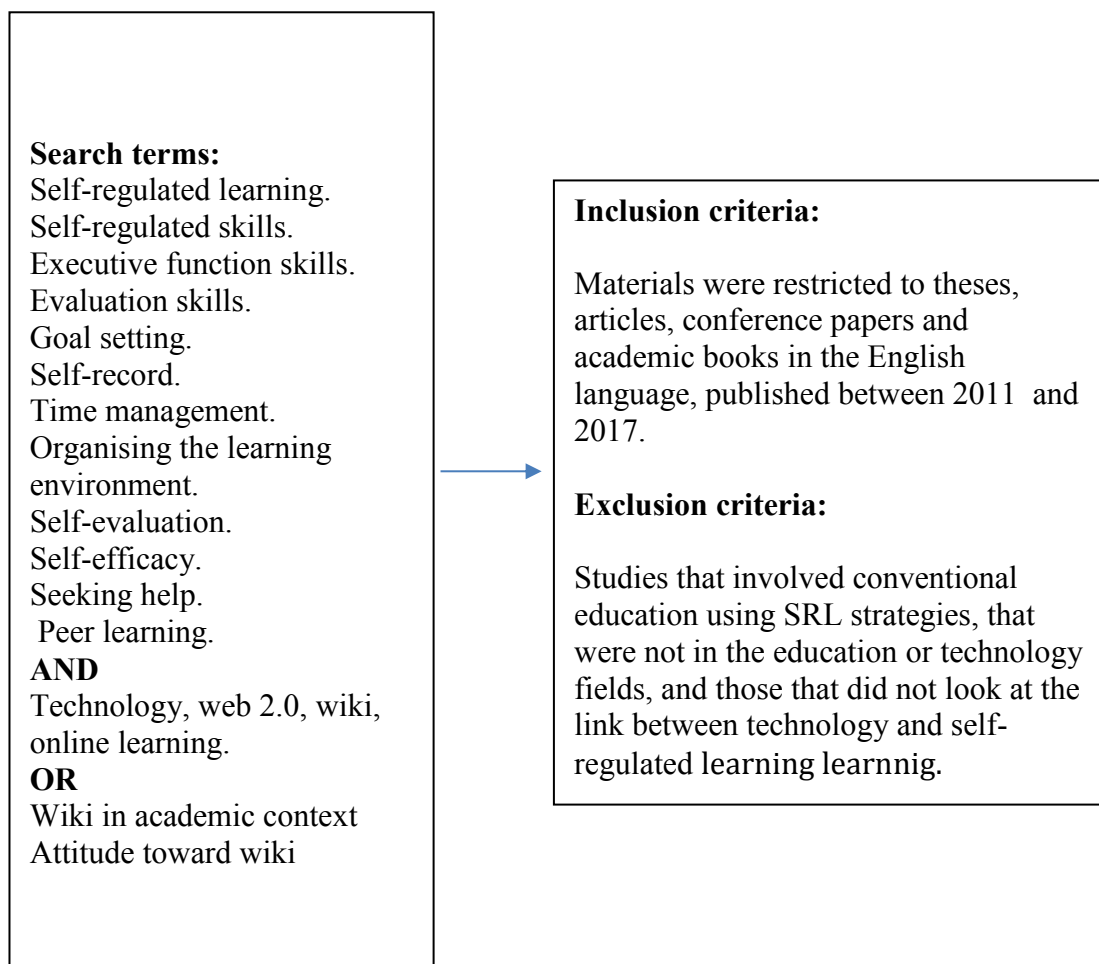 Search terms:
Self-regulated learning.
Self-regulated skills.
Executive function skills.
Evaluation skills.
Goal setting.
Self-record.
Time management.
Organising the learning
environment.
Self-evaluation.
Self-efficacy.
Seeking help.
Peer learning.
AND
Technology, web 2.0, wiki,
online learning.
OR
Wiki in academic context
Attitude toward wiki
Inclusion criteria:
Materials were restricted to theses,
articles, conference papers and
academic books in the English
language, published between 2011 and
2017.
Exclusion criteria:
Studies that involved conventional
education using SRL strategies, that
were not in the education or technology
fields, and those that did not look at the
link between technology and self-
regulated learning learnnig.